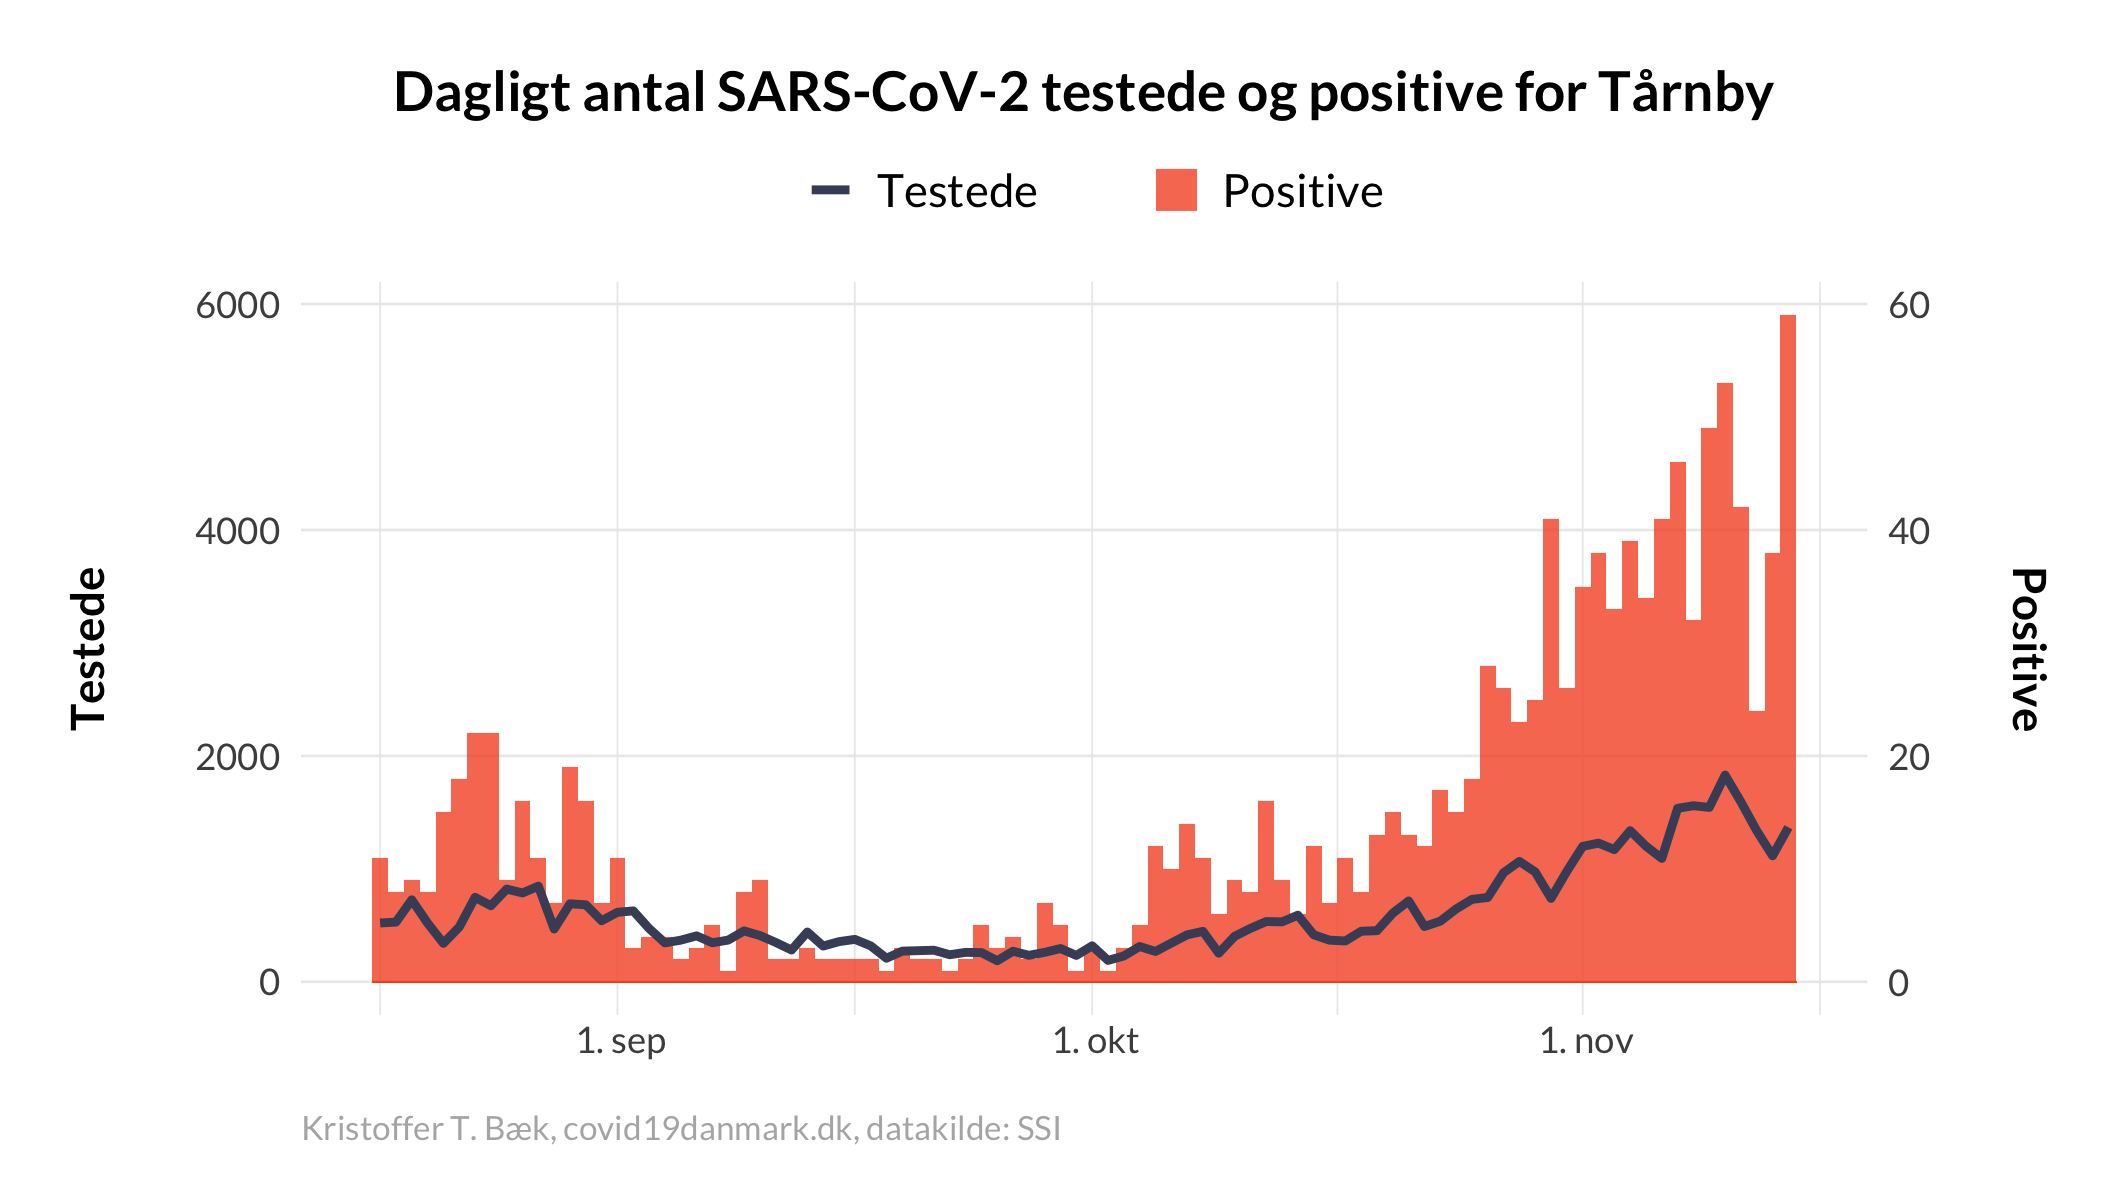 Dagligt antal SARS-CoV-2 testede og positive for Tårnby
Testede
Positive
6000
4000
2000
0
Testede
60
40
20
0
Positive
1. sep
1. okt
1. nov
Kristoffer T. Bæk, covid19danmark.dk, datakilde: SSI